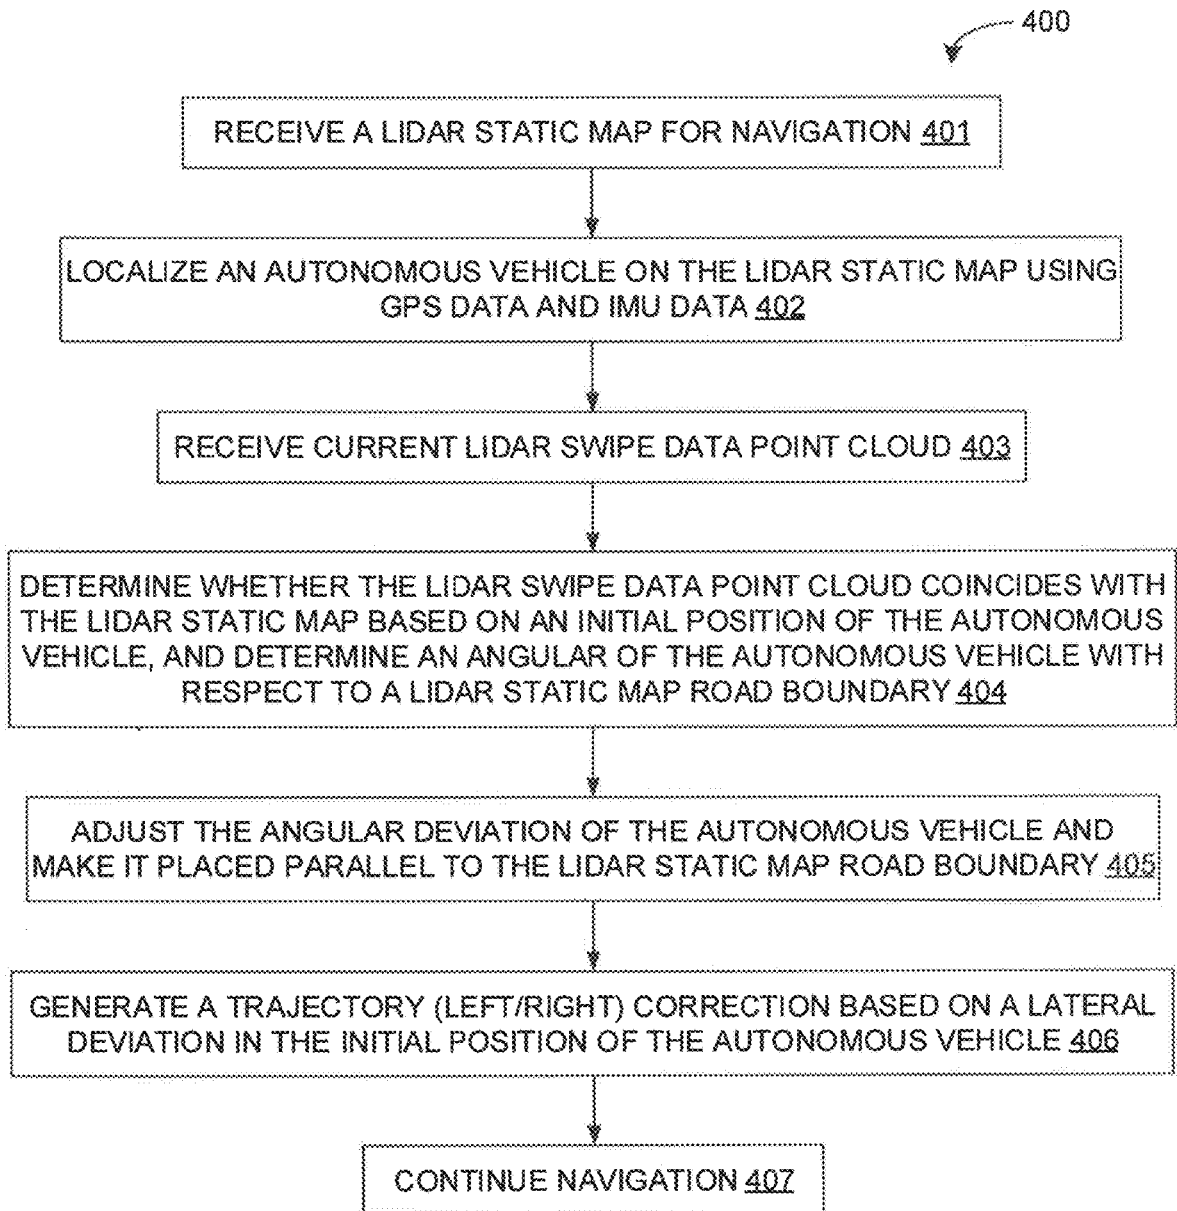 400
RECEIVE A LIDAR STATIC MAP FOR NAVIGATION 401
LOCALIZE AN AUTONOMOUS VEHICLE ON THE LIDAR STATIC MAP USING
GPS DATA AND IMU DATA 402
RECEIVE CURRENT LIDAR SWIPE DATA POINT CLOUD 403
DETERMINE WHETHER THE LIDAR SWIPE DATA POINT CLOUD COINCIDES WITH
THE LIDAR STATIC MAP BASED ON AN INITIAL POSITION OF THE AUTONOMOUS
VEHICLE, AND DETERMINE AN ANGULAR OF THE AUTONOMOUS VEHICLE WITH
RESPECT TO A LIDAR STATIC MAP ROAD BOUNDARY 404
ADJUST THE ANGULAR DEVIATION OF THE AUTONOMOUS VEHICLE AND
MAKE IT PLACED PARALLEL TO THE LIDAR STATIC MAP ROAD BOUNDARY 405
GENERATE A TRAJECTORY (LEFT/RIGHT) CORRECTION BASED ON A LATERAL
DEVIATION IN THE INITIAL POSITION OF THE AUTONOMOUS VEHICLE 406
CONTINUE NAVIGATION 407